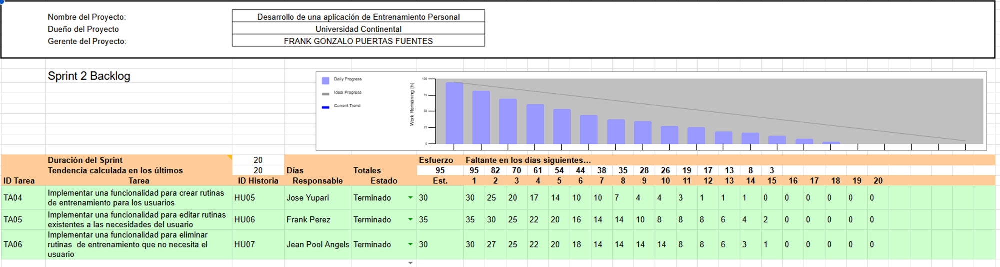 Nombre del Proyecto: Desarrollo de una aplicación de Entrenamiento Personal
Dueño del Proyecto Universidad Continental
Gerente del Proyecto: FRANK GONZALO PUERTAS FUENTES
Sprint 2 Backlog
Daily Progress
Ideal Progress
Current Trend
Work Remaining (h)
100
75
50
25
0
Duración del Sprint 20 Esfuerzo Faltante en los días siguientes...
Tendencia calculada en los últimos 20 Días Totales 95 95 82 70 61 54 44 38 35 28 26 19 17 13 8 3
ID Tarea Tarea ID Historia Responsable Estado Est. 1 2 3 4 5 6 7 8 9 10 11 12 13 14 15 16 17 18 19 20
TA04 Implementar una funcionalidad para crear rutinas de entrenamiento para los usuarios HU05 Jose Yupari Terminado 30 30 25 20 17 14 10 10 7 4 4 3 1 1 1 0 0 0 0 0 0
TA05 Implementar una funcionalidad para editar rutinas existentes a las necesidades del usuario HU06 Frank Perez Terminado 35 35 30 25 22 20 16 14 14 10 8 8 8 6 4 2 0 0 0 0 0
TA06 Implementar una funcionalidad para eliminar rutinas de entrenamiento que no necesita el usuario HU07 Jean Pool Angels Terminado 30 30 27 25 22 20 18 14 14 14 14 8 8 6 3 1 0 0 0 0 0